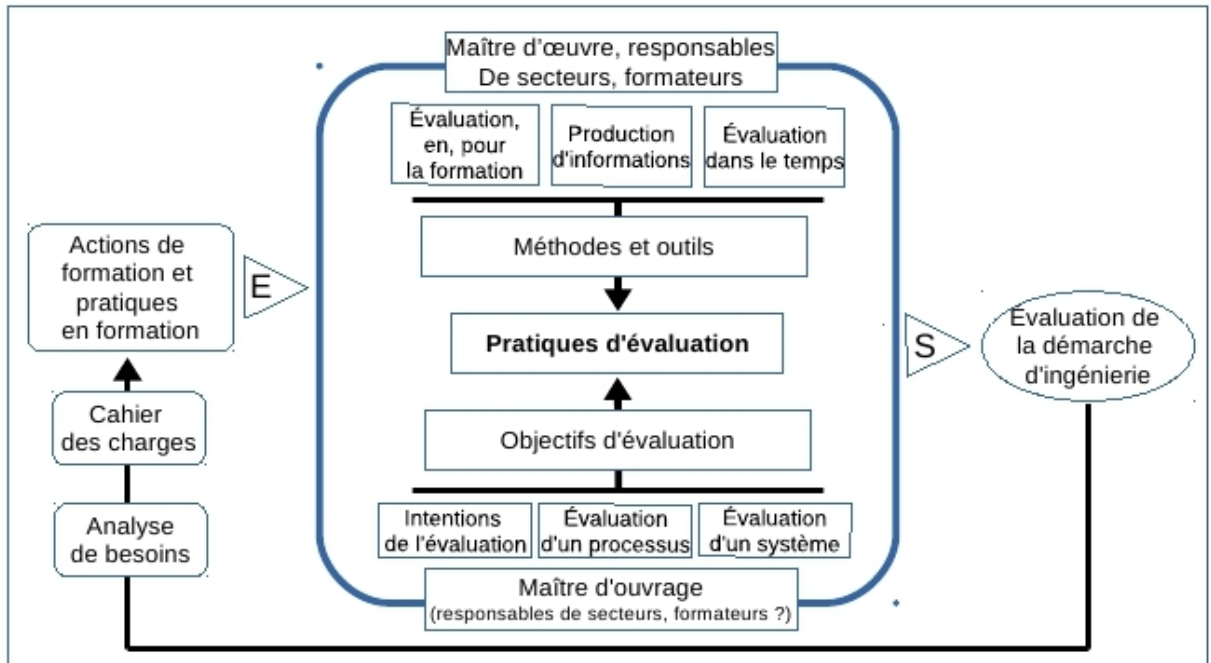 Maître d'œuvre, responsables
De secteurs, formateurs
Évaluation,
en, pour
la formation
Production
d'informations
Évaluation
dans le temps
Méthodes et outils
Actions de
formation et
pratiques
en formation
E
Pratiques d'évaluation
S
Évaluation de
la démarche
d'ingénierie
Cahier
des charges
Objectifs d'évaluation
Analyse
de besoins
Intentions
de l'évaluation
Évaluation
d'un processus
Évaluation
d'un système
Maître d'ouvrage
(responsables de secteurs, formateurs ?)